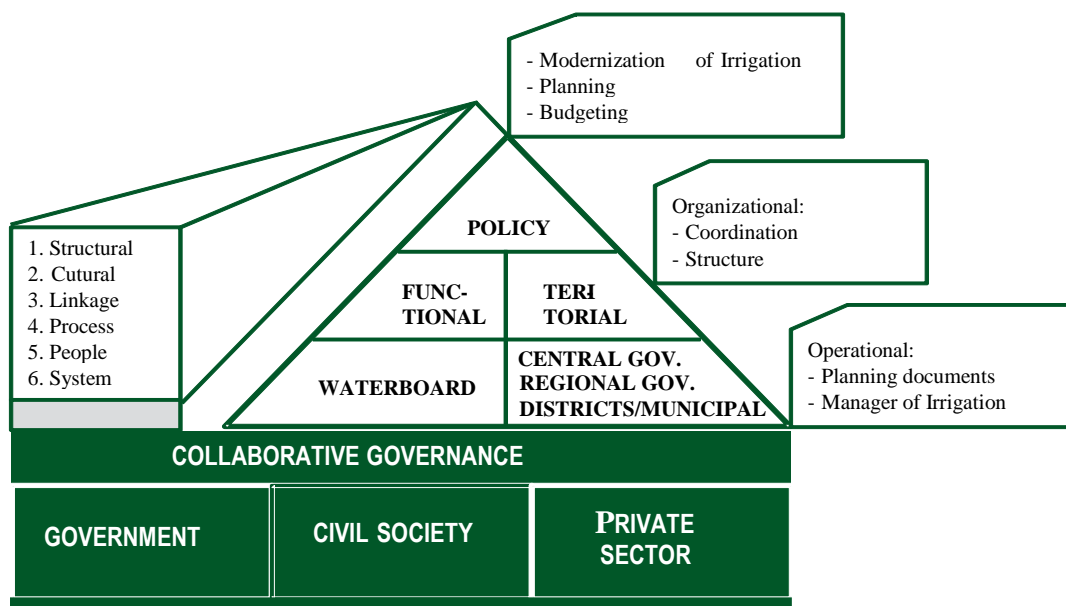 - Modernization of Irrigation
- Planning
- Budgeting
Organizational:
- Coordination
- Structure
Operational:
- Planning documents
- Manager of Irrigation
1. Structural
2. Cutural
3. Linkage
4. Process
5. People
6. System
POLICY
FUNC-
TIONAL
TERI-
TORIAL
WATERBOARD
CENTRAL GOV.
REGIONAL GOV.
DISTRICTS/MUNICIPAL
COLLABORATIVE GOVERNANCE
GOVERNMENT
CIVIL SOCIETY
PRIVATE
SECTOR